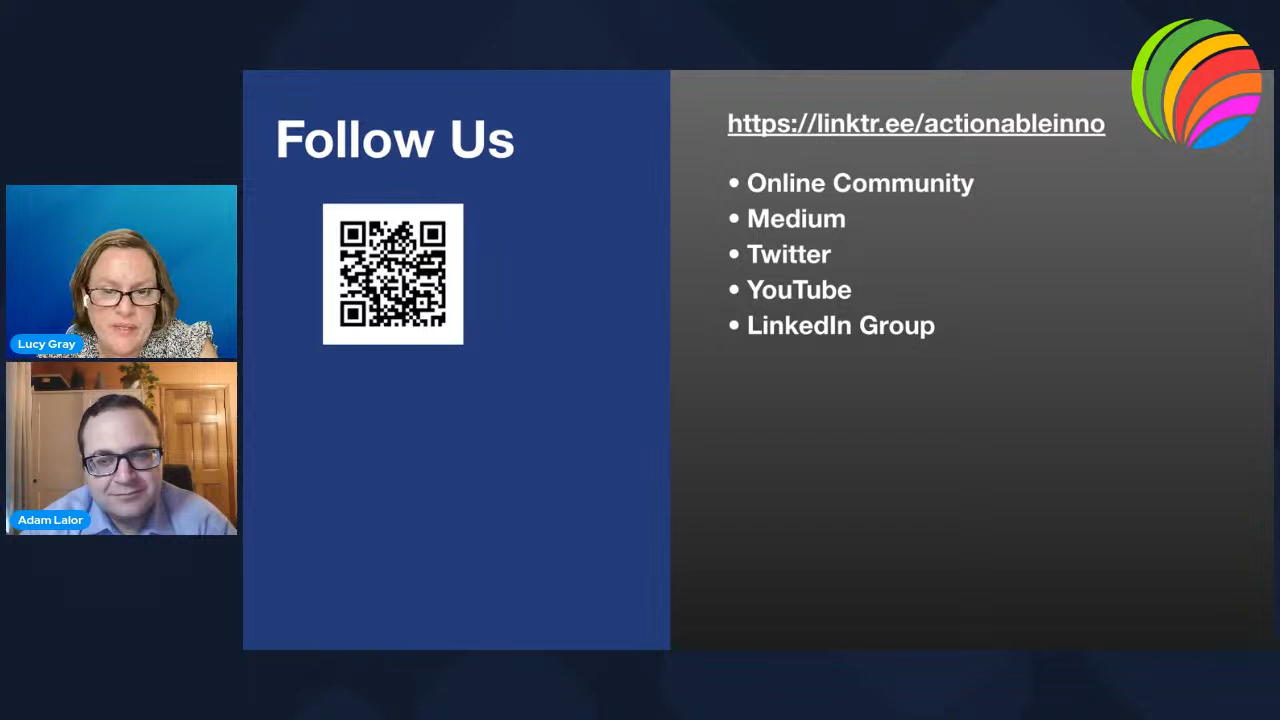 Follow Us
https://linktr.ee/actionableinno
• Online Community
• Medium
• Twitter
• YouTube
• LinkedIn Group
Lucy Gray
Adam Lalor